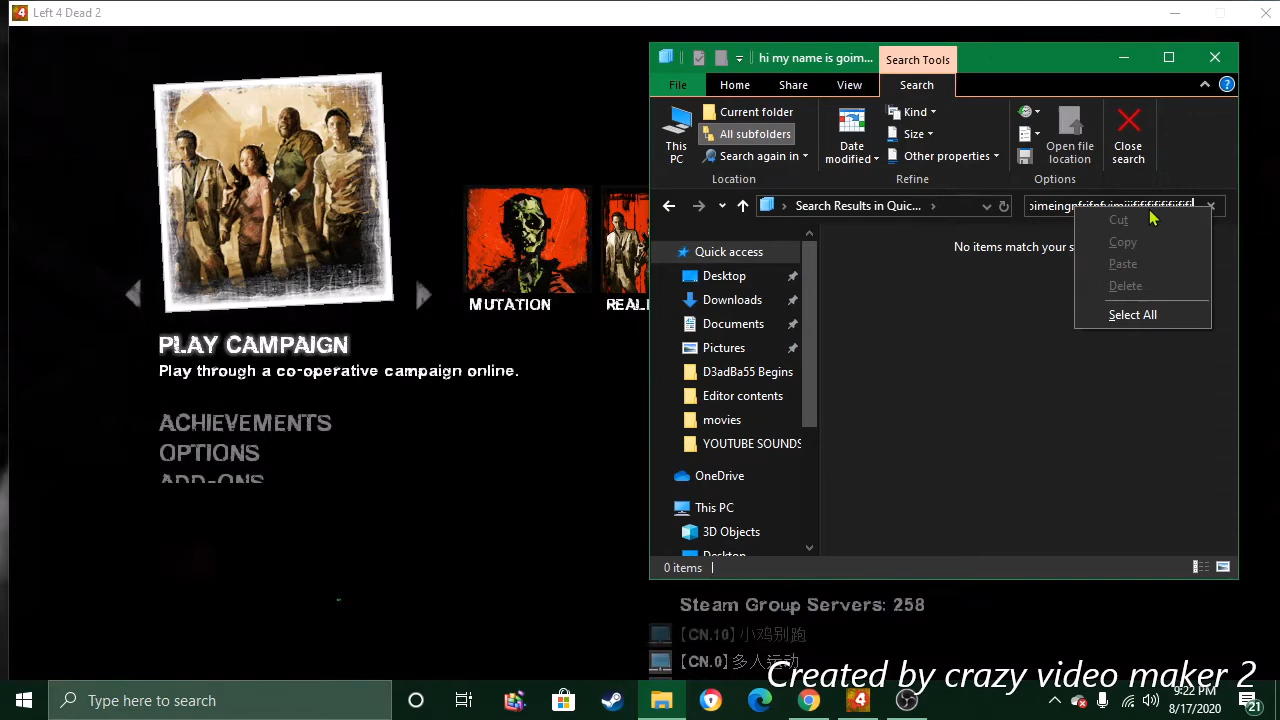 Left 4 Dead 2
hi my name is goim...
Search Tools
File
Home
Share
View
Search
This PC
Current folder
All subfolders
Search again in
Location
Date modified
Kind
Size
Other properties
Refine
Open file location
Options
Close search
Search Results in Quic...
No items match your s
Cut
Copy
Paste
Delete
Select All
Quick access
Desktop
Downloads
Documents
Pictures
D3adBa55 Begins
Editor contents
movies
YOUTUBE SOUNDS
OneDrive
This PC
3D Objects
Desktop
0 items
MUTATION
REALI
PLAY CAMPAIGN
Play through a co-operative campaign online.
ACHIEVEMENTS
OPTIONS
ADD-ONS
Steam Group Servers: 258
【CN.10】小鸡别跑
【CN.0】多人运动
Created by crazy video maker 2
Type here to search
9:22 PM
8/17/2020
21